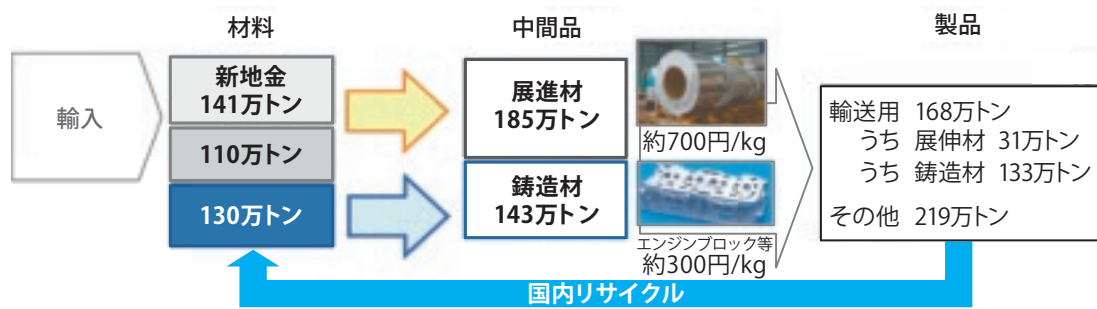 材料
中間品
製品
輸入
新地金
141万トン
110万トン
130万トン
展進材
185万トン
約700円/kg
鋳造材
143万トン
エンジンブロック等
約300円/kg
輸送用 168万トン
うち 展伸材 31万トン
うち 鋳造材 133万トン
その他 219万トン
国内リサイクル